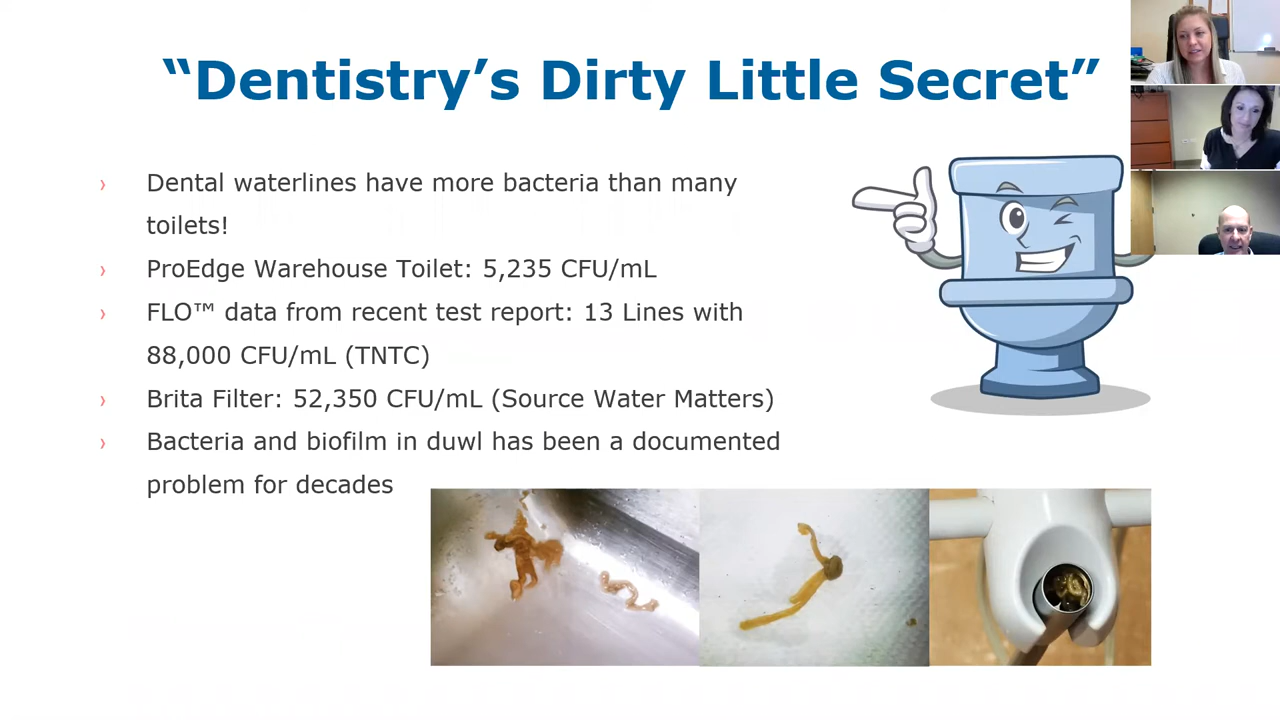 “Dentistry’s Dirty Little Secret”
› Dental waterlines have more bacteria than many
toilets!
› ProEdge Warehouse Toilet: 5,235 CFU/mL
› FLO™ data from recent test report: 13 Lines with
88,000 CFU/mL (TNTC)
› Brita Filter: 52,350 CFU/mL (Source Water Matters)
› Bacteria and biofilm in duwl has been a documented
problem for decades